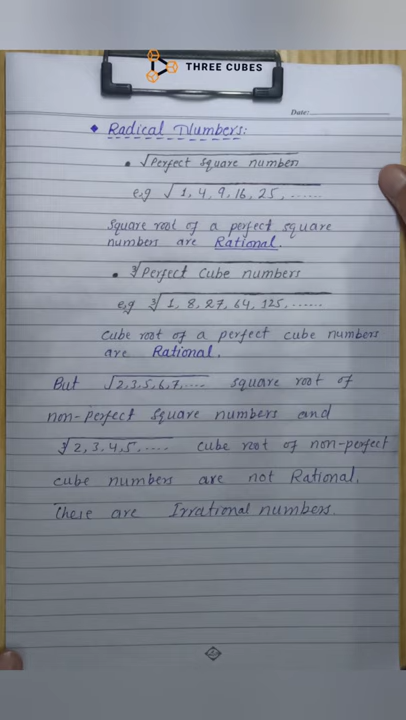 THREE CUBES
Date:
Radical Numbers:
• √Perfect square number
e.g √1, 4, 9, 16, 25, ......
Square root of a perfect square
numbers are Rational.
• ∛Perfect Cube numbers
e.g ∛1, 8, 27, 64, 125, ......
Cube root of a perfect cube numbers
are Rational.
But √2,3,5,6,7,.... square root of
non-perfect square numbers and
∛2,3,4,5,..... cube root of non-perfect
cube numbers are not Rational.
These are Irrational numbers.